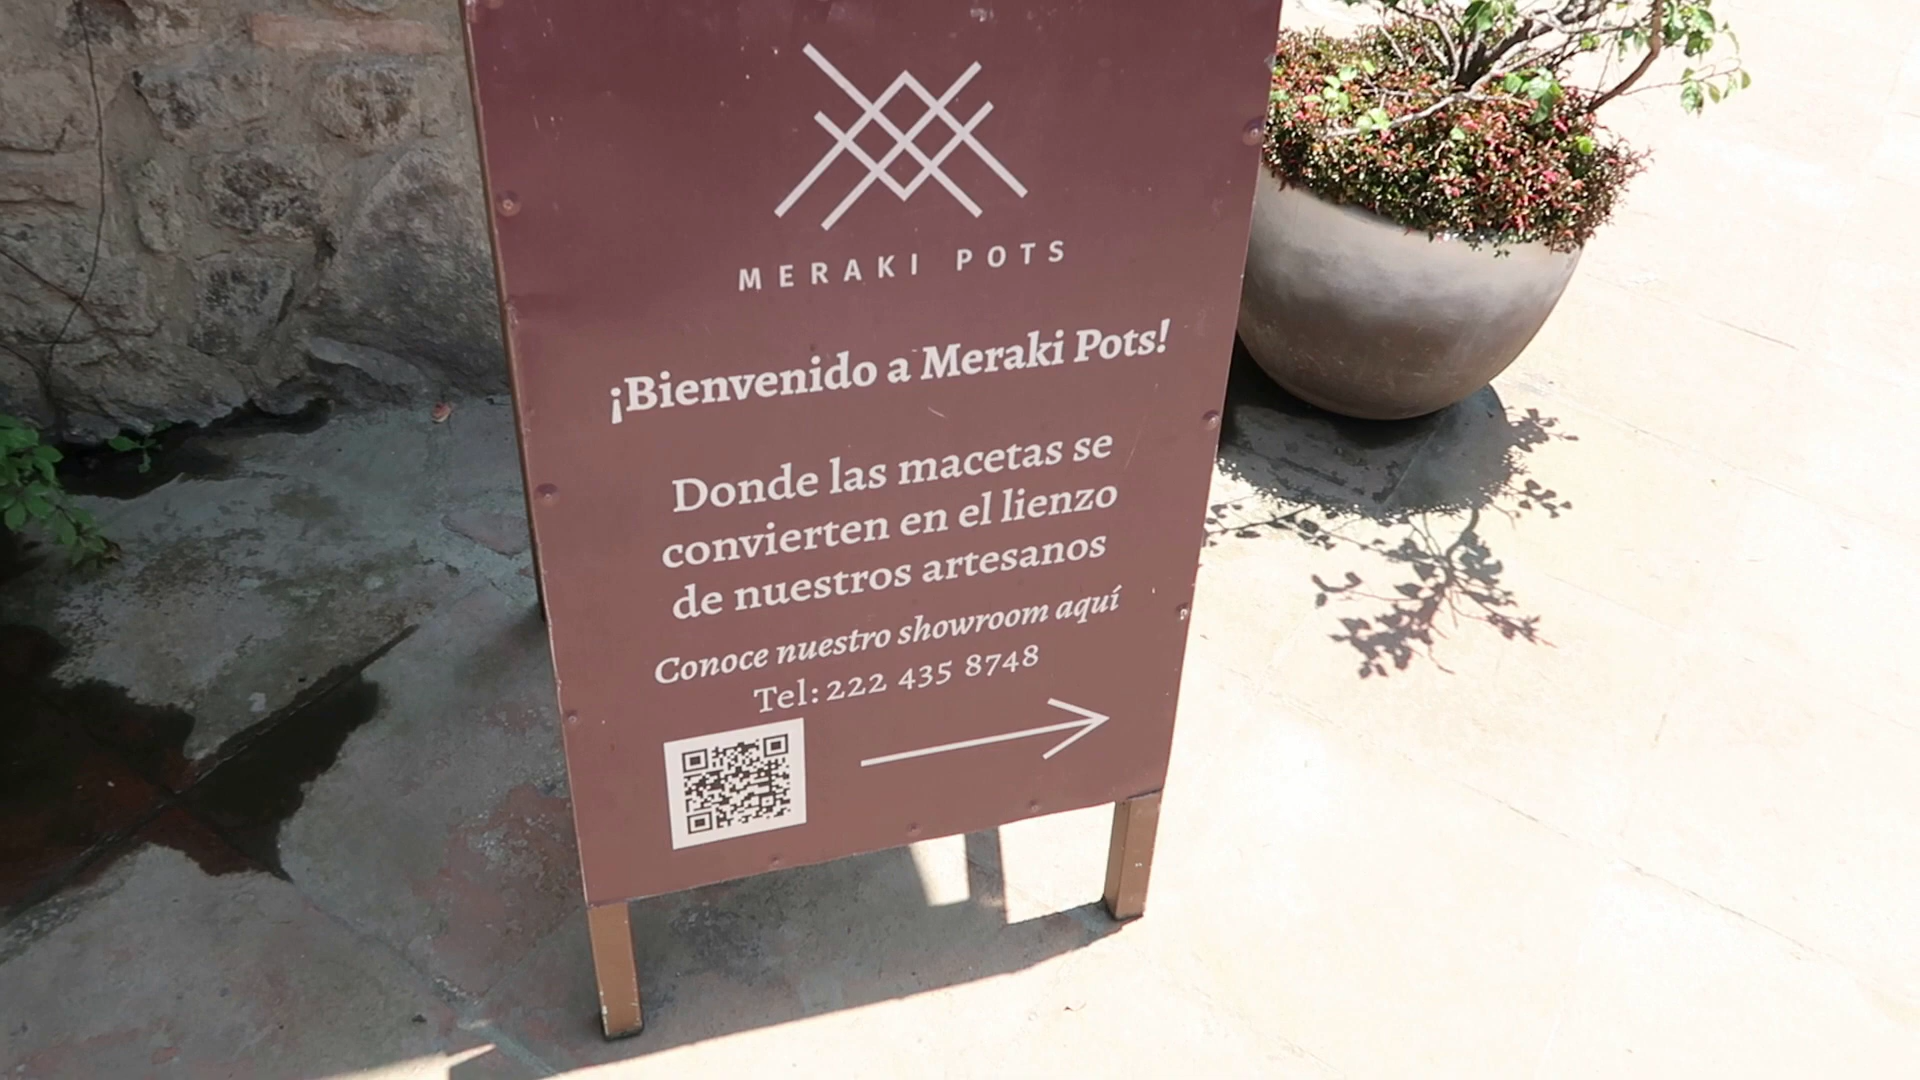 MERAKI POTS
¡Bienvenido a Meraki Pots!
Donde las macetas se
convierten en el lienzo
de nuestros artesanos
Conoce nuestro showroom aquí
Tel: 222 435 8748